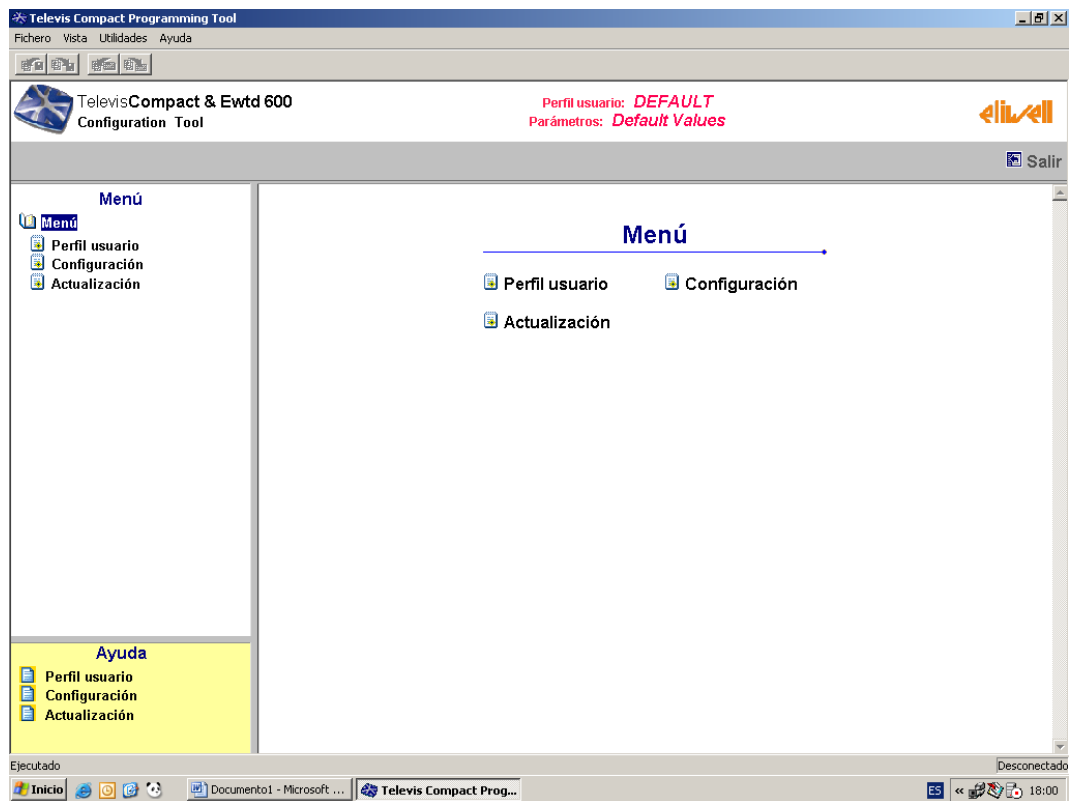 Televis Compact Programming Tool
Fichero Vista Utilidades Ayuda
TelevisCompact & Ewtd 600
Configuration Tool
Perfil usuario: DEFAULT
Parámetros: Default Values
eliwell
Salir
Menú
Menú
Perfil usuario
Configuración
Actualización
Menú
Perfil usuario Configuración
Actualización
Ayuda
Perfil usuario
Configuración
Actualización
Ejecutado Desconectado
Inicio Documento1 - Microsoft ... Televis Compact Prog... ES « 18:00